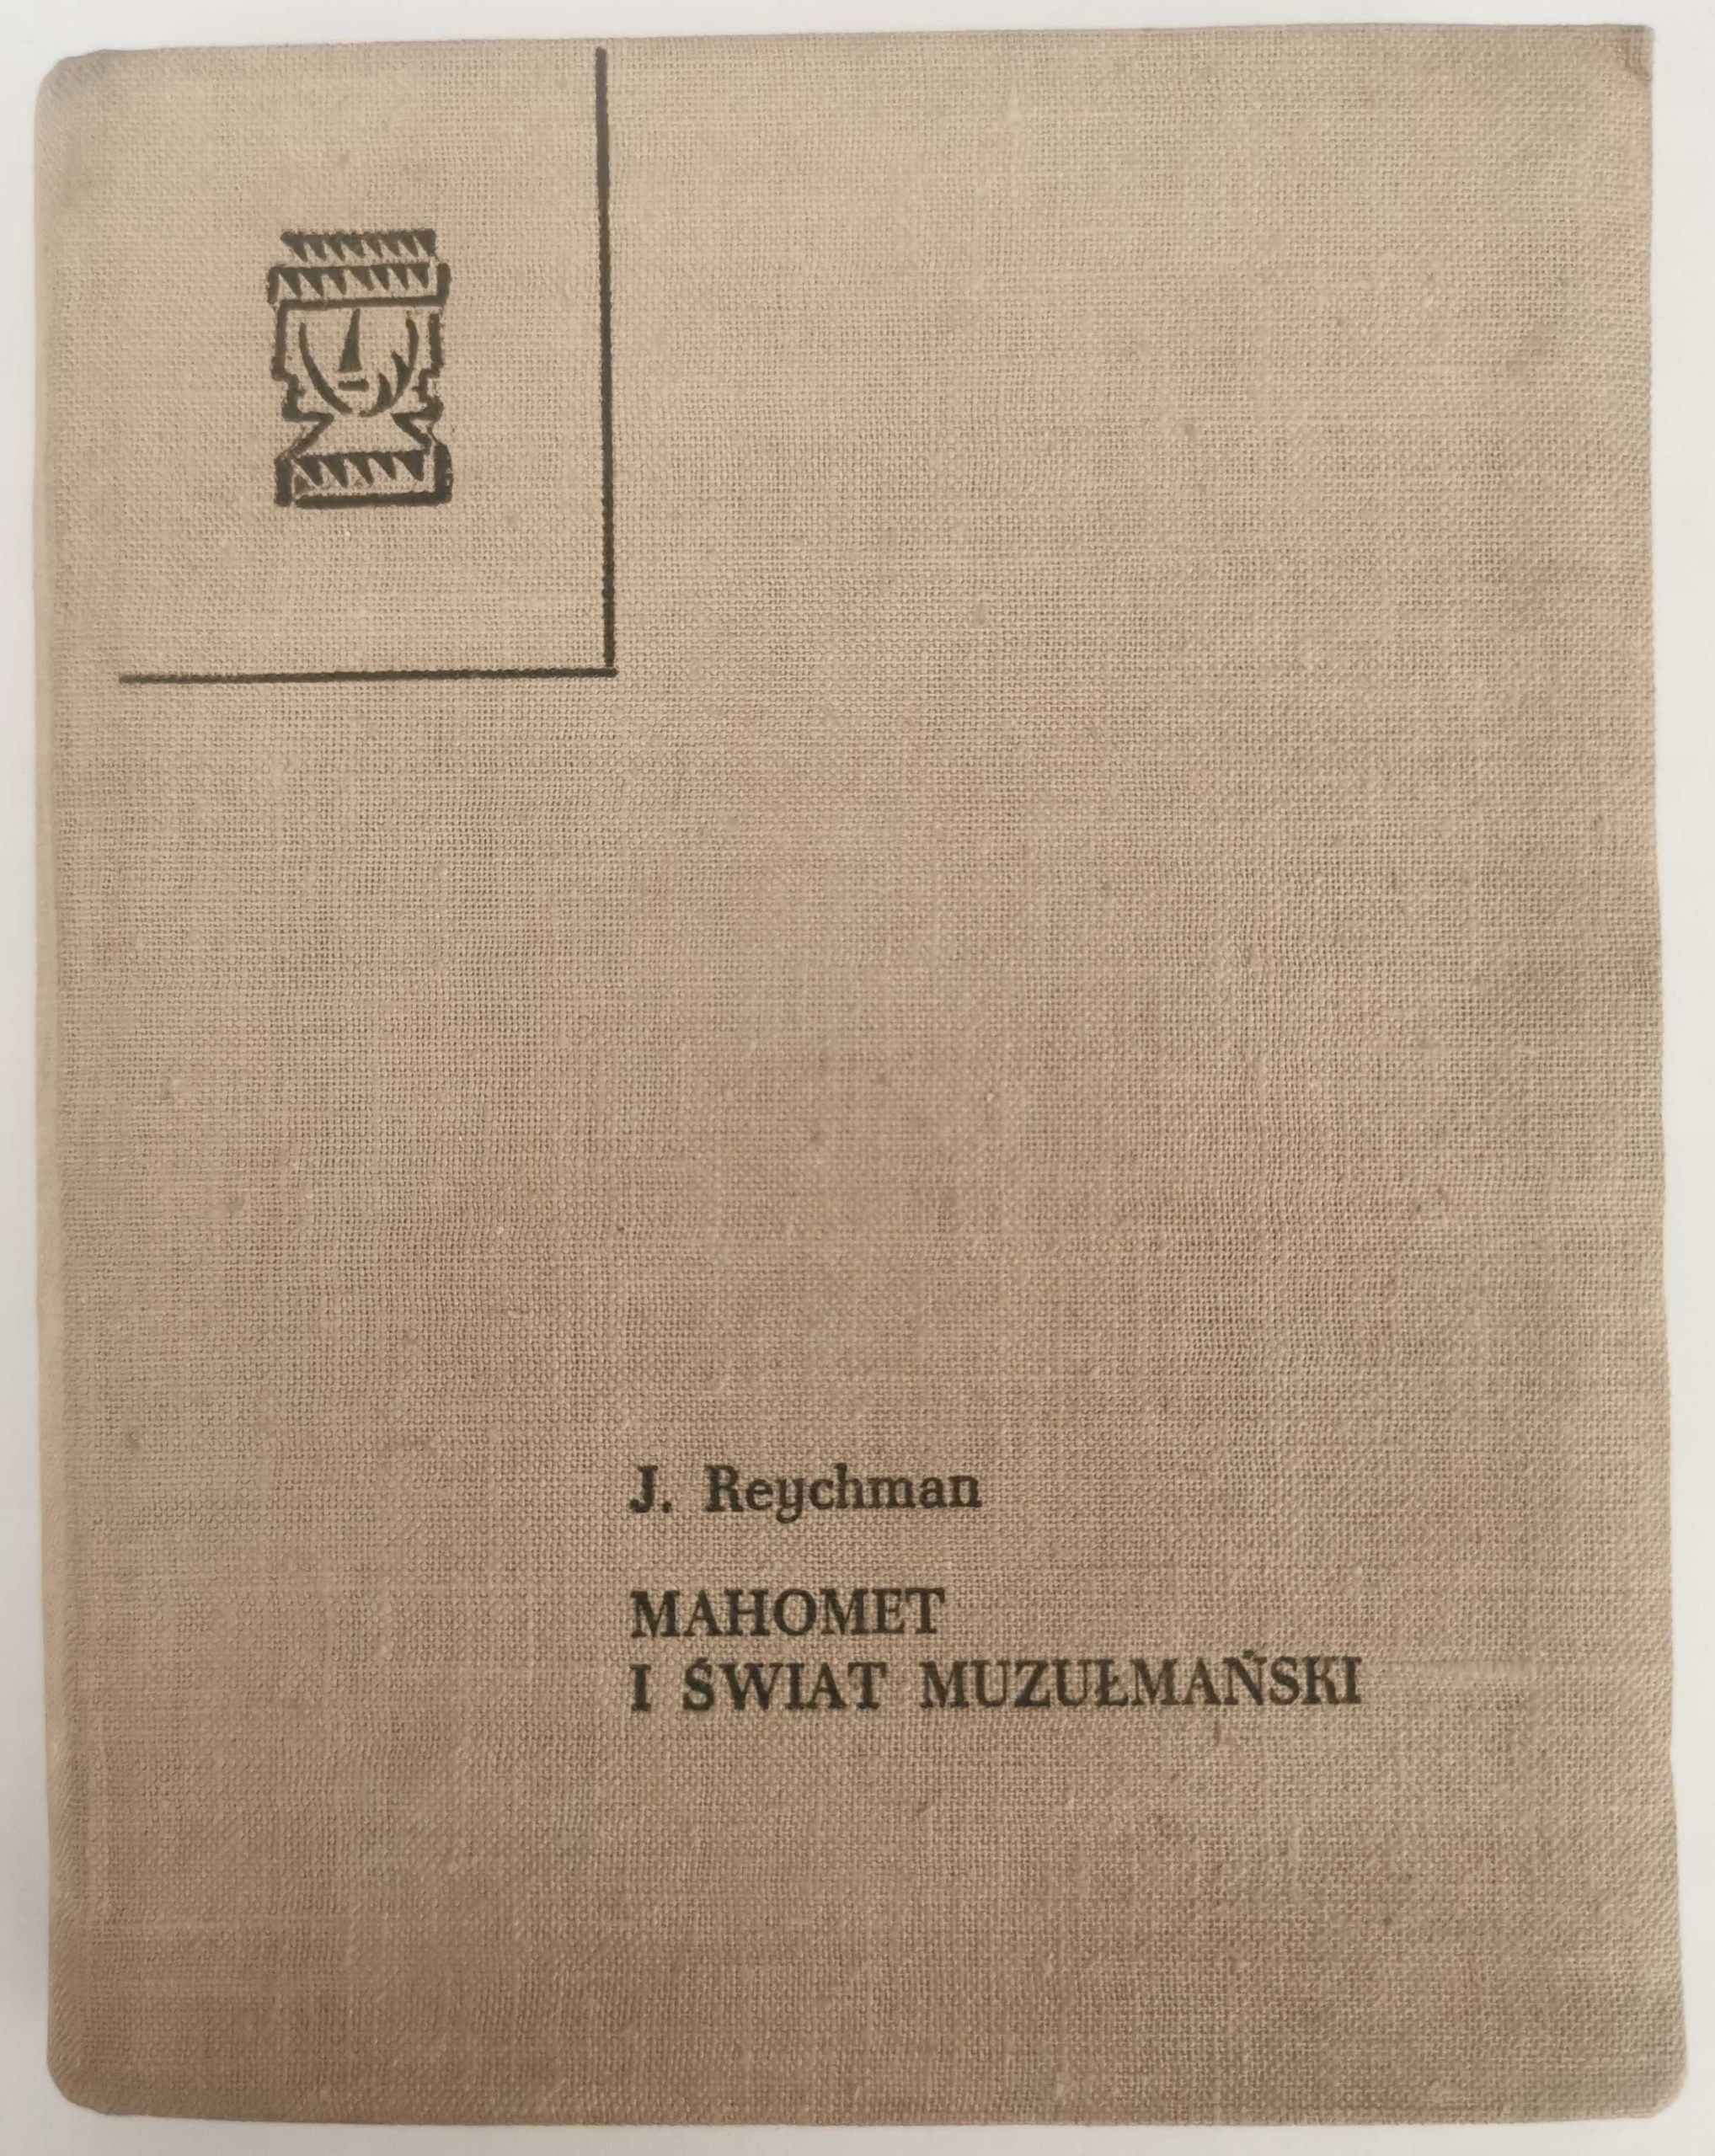 J. Reychman
MAHOMET
I ŚWIAT MUZUŁMAŃSKI